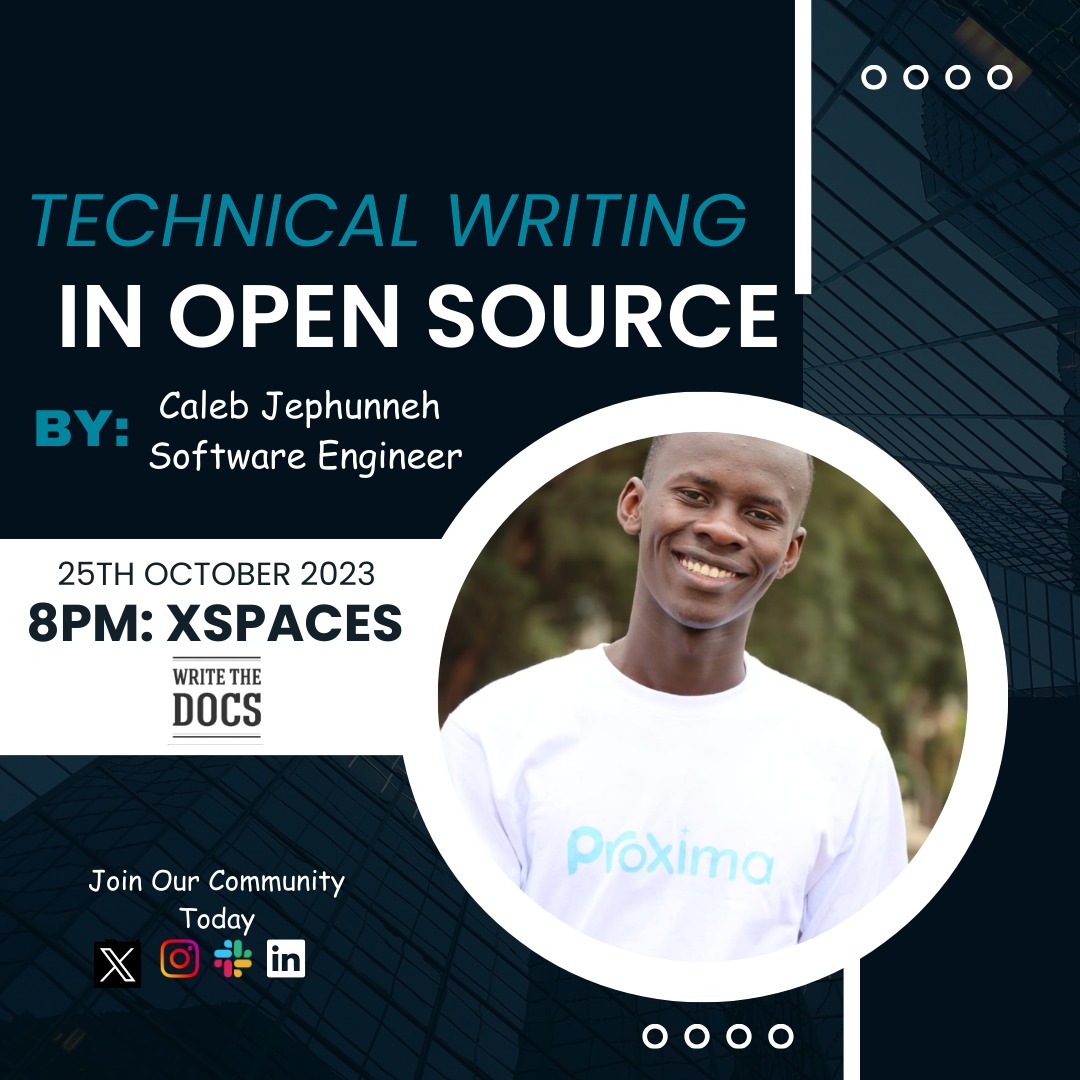 TECHNICAL WRITING
IN OPEN SOURCE
BY:
Caleb Jephunneh
Software Engineer
25TH OCTOBER 2023
8PM: XSPACES
WRITE THE
DOCS
Proxima
Join Our Community
Today
in